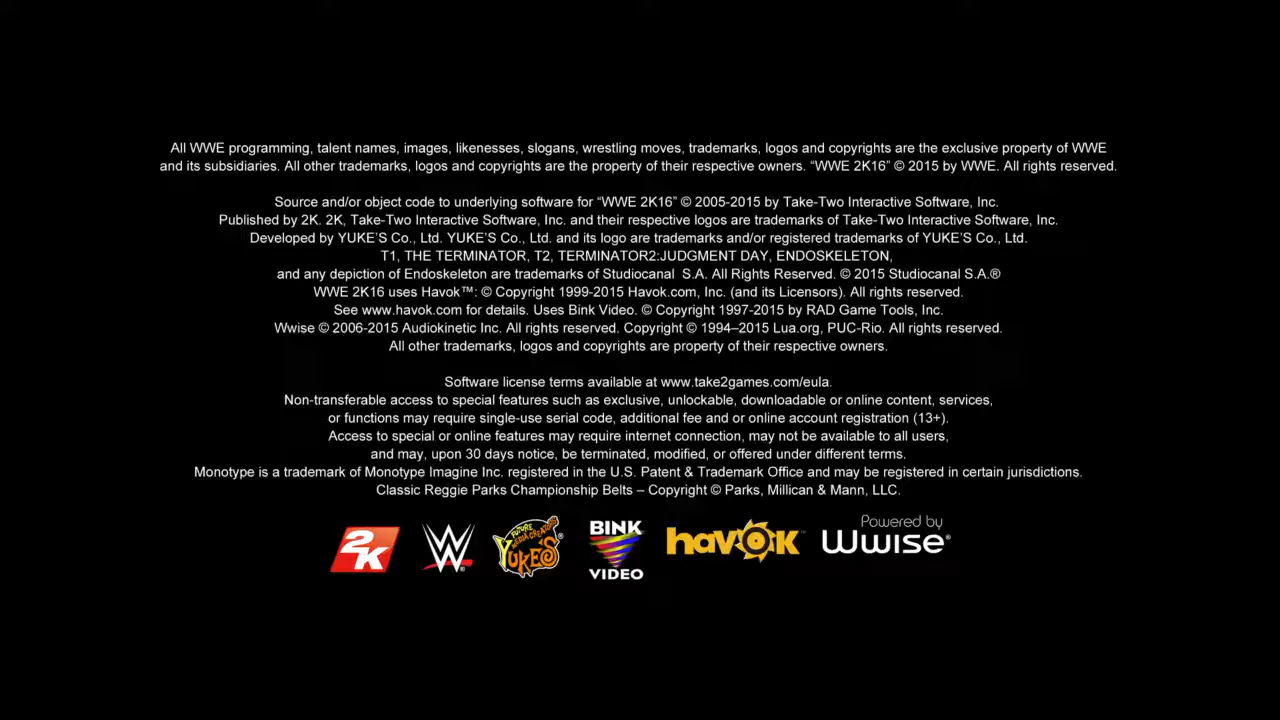 All WWE programming, talent names, images, likenesses, slogans, wrestling moves, trademarks, logos and copyrights are the exclusive property of WWE
and its subsidiaries. All other trademarks, logos and copyrights are the property of their respective owners. “WWE 2K16” © 2015 by WWE. All rights reserved.
Source and/or object code to underlying software for “WWE 2K16” © 2005-2015 by Take-Two Interactive Software, Inc.
Published by 2K. 2K, Take-Two Interactive Software, Inc. and their respective logos are trademarks of Take-Two Interactive Software, Inc.
Developed by YUKE’S Co., Ltd. YUKE’S Co., Ltd. and its logo are trademarks and/or registered trademarks of YUKE’S Co., Ltd.
T1, THE TERMINATOR, T2, TERMINATOR2:JUDGMENT DAY, ENDOSKELETON,
and any depiction of Endoskeleton are trademarks of Studiocanal S.A. All Rights Reserved. © 2015 Studiocanal S.A.®
WWE 2K16 uses Havok™: © Copyright 1999-2015 Havok.com, Inc. (and its Licensors). All rights reserved.
See www.havok.com for details. Uses Bink Video. © Copyright 1997-2015 by RAD Game Tools, Inc.
Wwise © 2006-2015 Audiokinetic Inc. All rights reserved. Copyright © 1994–2015 Lua.org, PUC-Rio. All rights reserved.
All other trademarks, logos and copyrights are property of their respective owners.
Software license terms available at www.take2games.com/eula.
Non-transferable access to special features such as exclusive, unlockable, downloadable or online content, services,
or functions may require single-use serial code, additional fee and or online account registration (13+).
Access to special or online features may require internet connection, may not be available to all users,
and may, upon 30 days notice, be terminated, modified, or offered under different terms.
Monotype is a trademark of Monotype Imagine Inc. registered in the U.S. Patent & Trademark Office and may be registered in certain jurisdictions.
Classic Reggie Parks Championship Belts – Copyright © Parks, Millican & Mann, LLC.
2K
W
FUTURE MEDIA CREATORS
YUKE'S
BINK
VIDEO
havok™
Powered by
Wwise®